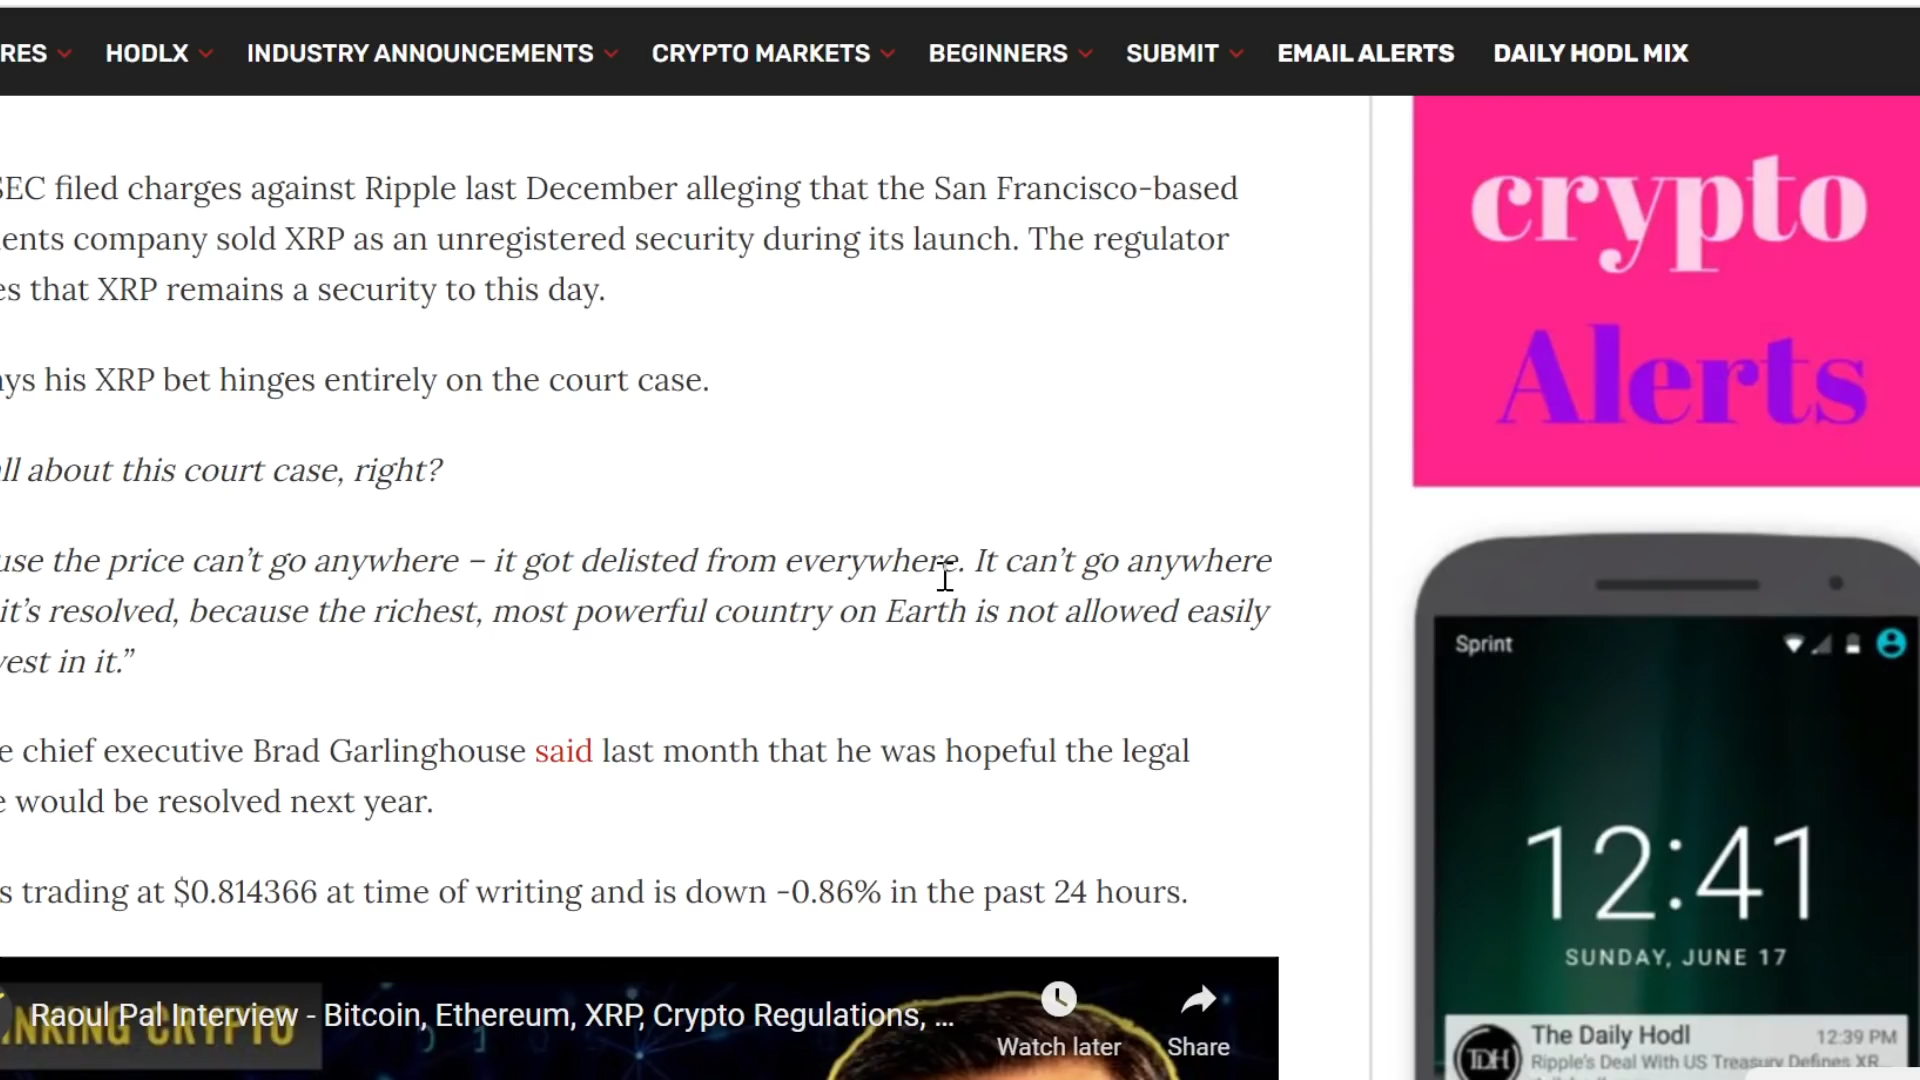 RES HODLX INDUSTRY ANNOUNCEMENTS CRYPTO MARKETS BEGINNERS SUBMIT EMAIL ALERTS DAILY HODL MIX
SEC filed charges against Ripple last December alleging that the San Francisco-based
ents company sold XRP as an unregistered security during its launch. The regulator
es that XRP remains a security to this day.
ys his XRP bet hinges entirely on the court case.
ll about this court case, right?
use the price can’t go anywhere – it got delisted from everywhere. It can’t go anywhere
it’s resolved, because the richest, most powerful country on Earth is not allowed easily
vest in it.”
e chief executive Brad Garlinghouse said last month that he was hopeful the legal
e would be resolved next year.
s trading at $0.814366 at time of writing and is down -0.86% in the past 24 hours.
Raoul Pal Interview - Bitcoin, Ethereum, XRP, Crypto Regulations, ...
INKING CRYPTO
Watch later
Share
crypto
Alerts
Sprint
12:41
SUNDAY, JUNE 17
TDH
The Daily Hodl 12:39 PM
Ripple's Deal With US Treasury Defines XR...